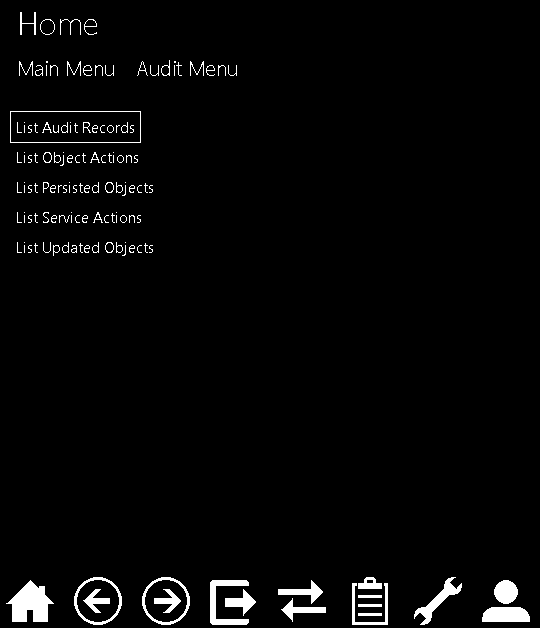 Home
Main Menu Audit Menu
List Audit Records
List Object Actions
List Persisted Objects
List Service Actions
List Updated Objects